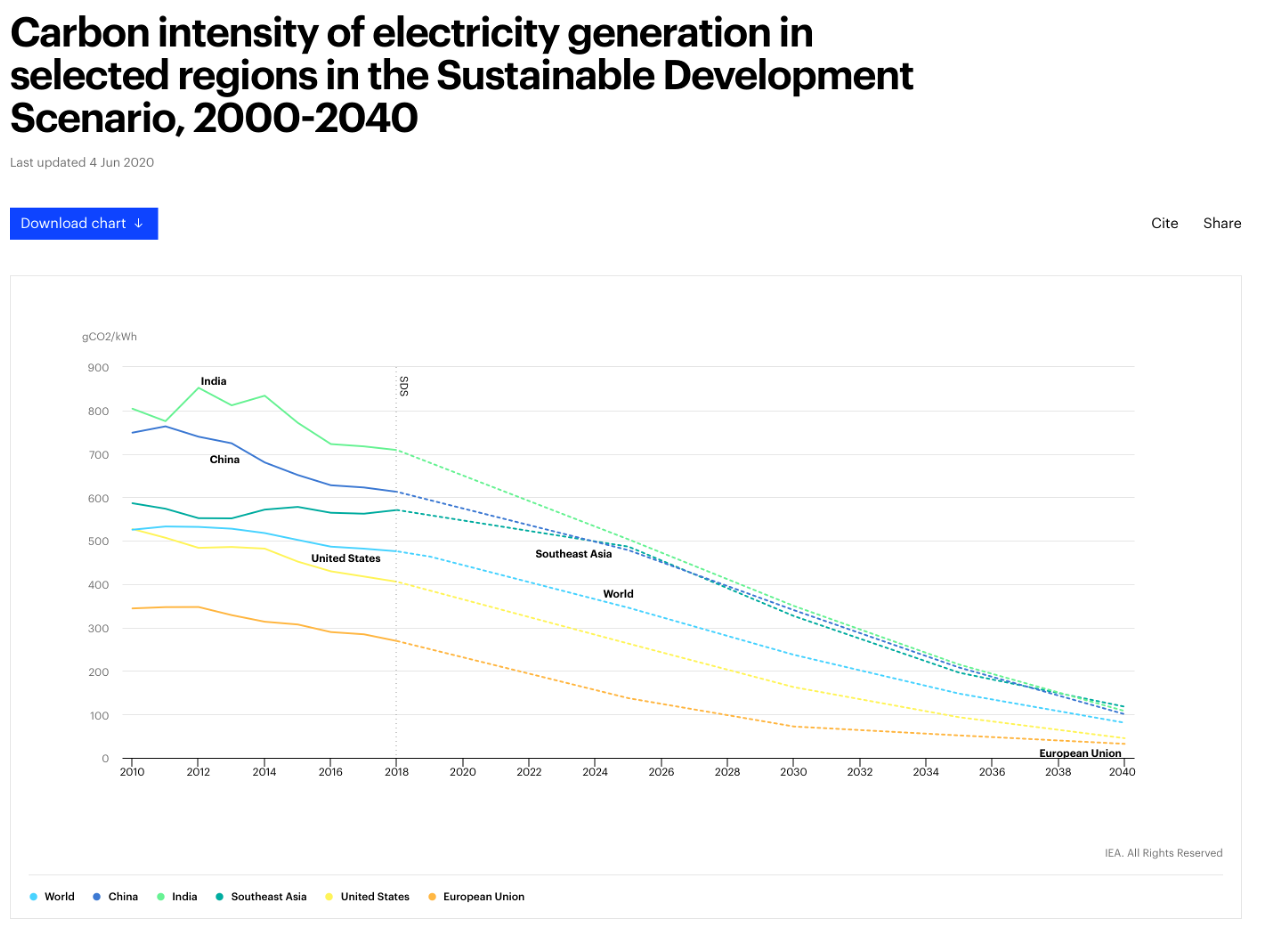 Carbon intensity of electricity generation in
selected regions in the Sustainable Development
Scenario, 2000-2040
Last updated 4 Jun 2020
Download chart ↓
Cite Share
gCO2/kWh
900
800
700
600
500
400
300
200
100
0
India
SDS
China
United States
Southeast Asia
World
European Union
2010 2012 2014 2016 2018 2020 2022 2024 2026 2028 2030 2032 2034 2036 2038 2040
IEA. All Rights Reserved
World China India Southeast Asia United States European Union